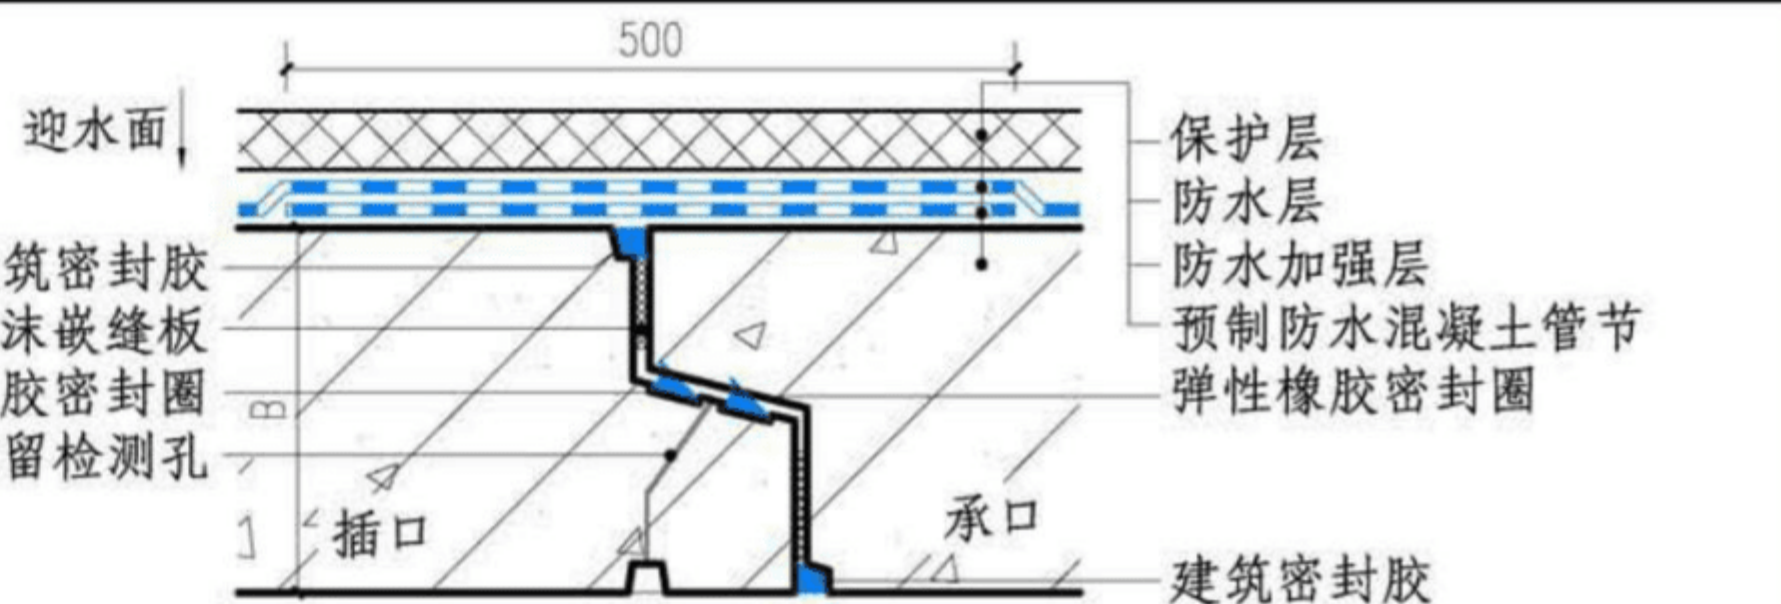 500
迎水面
保护层
防水层
防水加强层
预制防水混凝土管节
弹性橡胶密封圈
建筑密封胶
筑密封胶
沫嵌缝板
胶密封圈
留检测孔
B
插口
承口